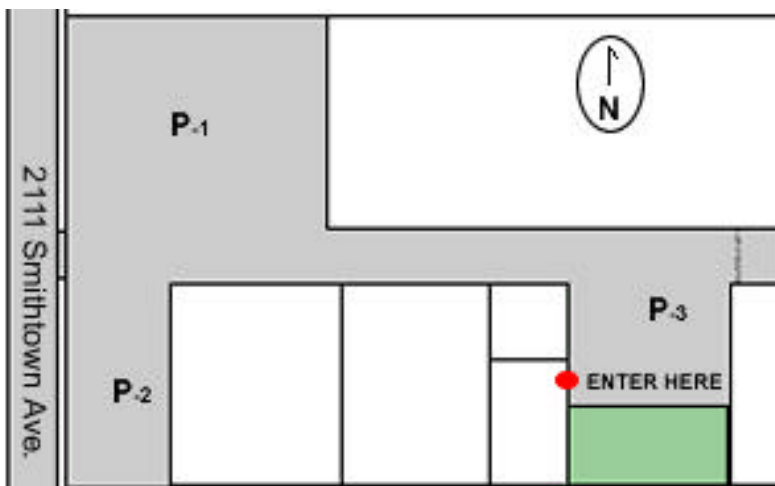 P-1
N
2111 Smithtown Ave.
P-3
P-2
ENTER HERE